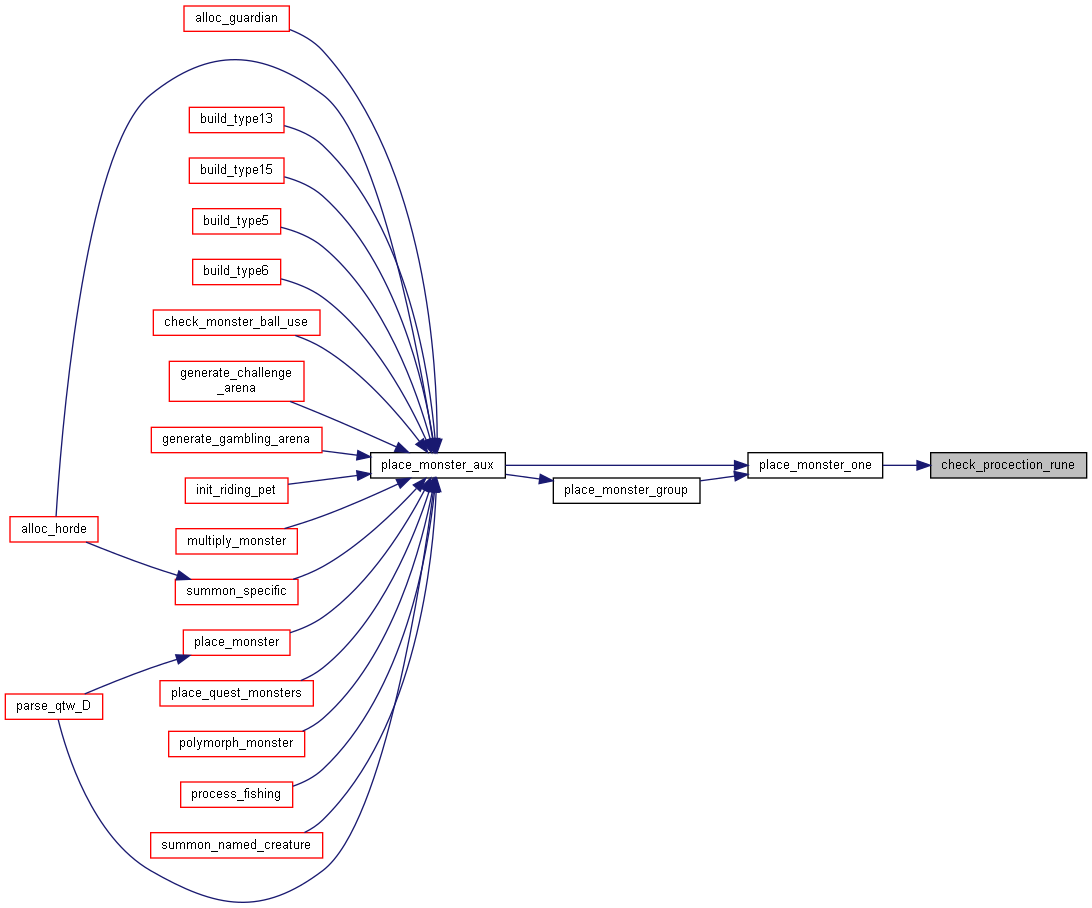 alloc_guardian
build_type13
build_type15
build_type5
build_type6
check_monster_ball_use
generate_challenge
_arena
generate_gambling_arena
place_monster_aux
place_monster_one
check_procection_rune
init_riding_pet
place_monster_group
alloc_horde
multiply_monster
summon_specific
place_monster
place_quest_monsters
parse_qtw_D
polymorph_monster
process_fishing
summon_named_creature